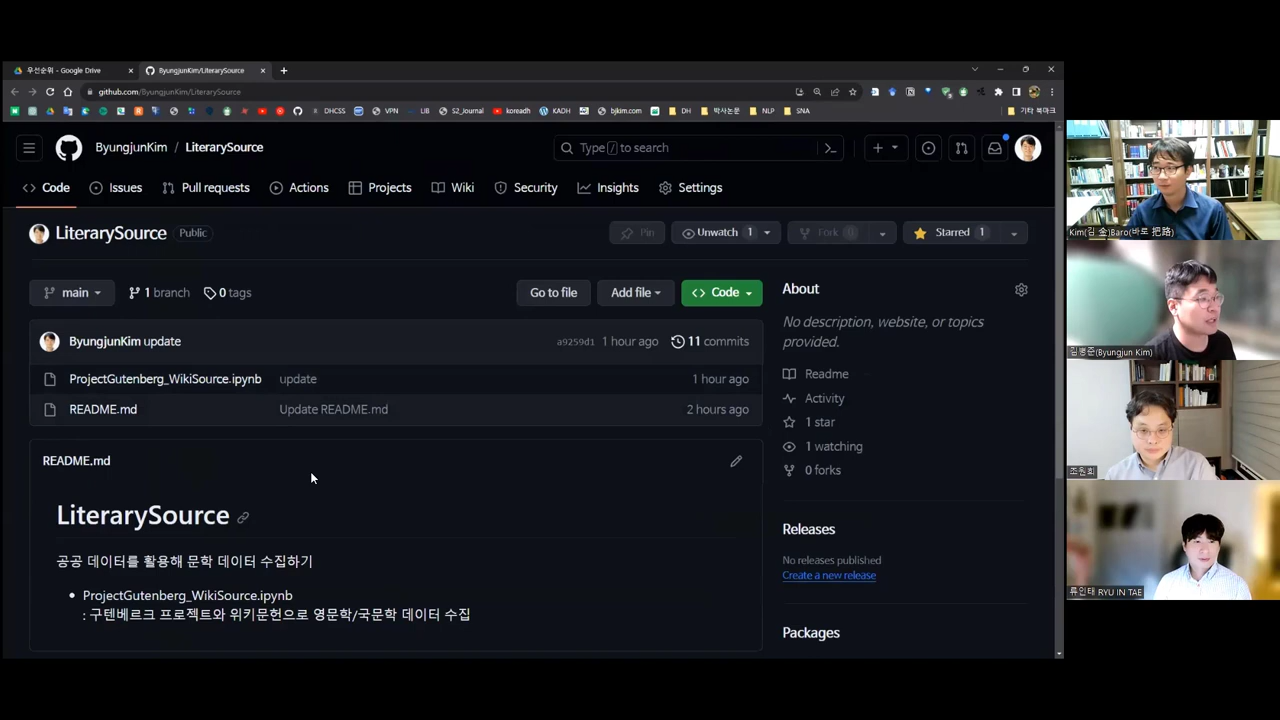 우선순위 - Google Drive
ByungjunKim/LiterarySource
github.com/ByungjunKim/LiterarySource
DHCSS
VPN
LIB
S2_Journal
koreadh
KADH
bjkim.com
DH
박사논문
NLP
SNA
기타 북마크
ByungjunKim / LiterarySource
Type / to search
Code
Issues
Pull requests
Actions
Projects
Wiki
Security
Insights
Settings
LiterarySource Public
Pin
Unwatch 1
Fork 0
Starred 1
main
1 branch
0 tags
Go to file
Add file
Code
ByungjunKim update
a9259d1 1 hour ago
11 commits
ProjectGutenberg_WikiSource.ipynb
update
1 hour ago
README.md
Update README.md
2 hours ago
README.md
LiterarySource
공공 데이터를 활용해 문학 데이터 수집하기
ProjectGutenberg_WikiSource.ipynb
: 구텐베르크 프로젝트와 위키문헌으로 영문학/국문학 데이터 수집
About
No description, website, or topics
provided.
Readme
Activity
1 star
1 watching
0 forks
Releases
No releases published
Create a new release
Packages
Kim(김 金)Baro(바로 把路)
김병준(Byungjun Kim)
조원희
류인태 RYU IN TAE